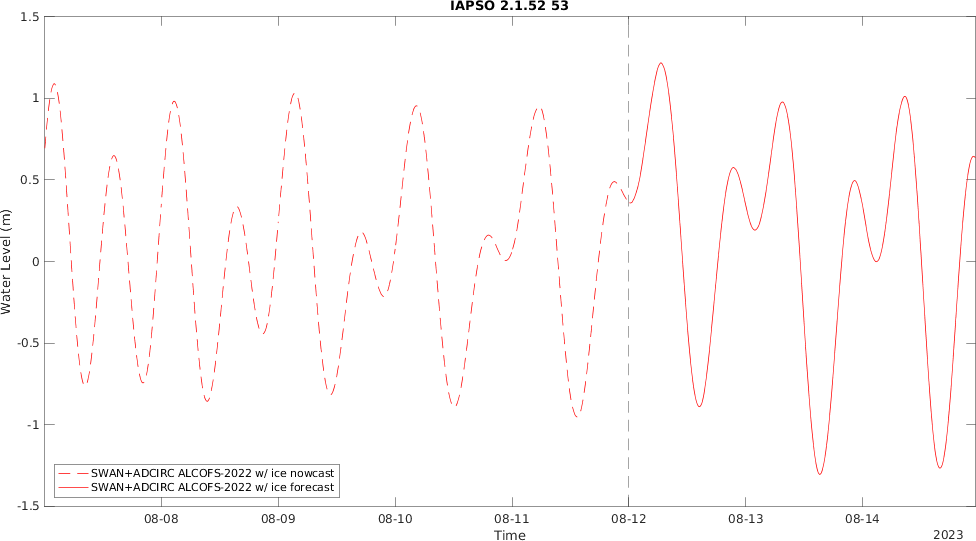 IAPSO 2.1.52 53
1.5
1
0.5
0
-0.5
-1
-1.5
Water Level (m)
SWAN+ADCIRC ALCOFS-2022 w/ ice nowcast
SWAN+ADCIRC ALCOFS-2022 w/ ice forecast
08-08 08-09 08-10 08-11 08-12 08-13 08-14
Time
2023